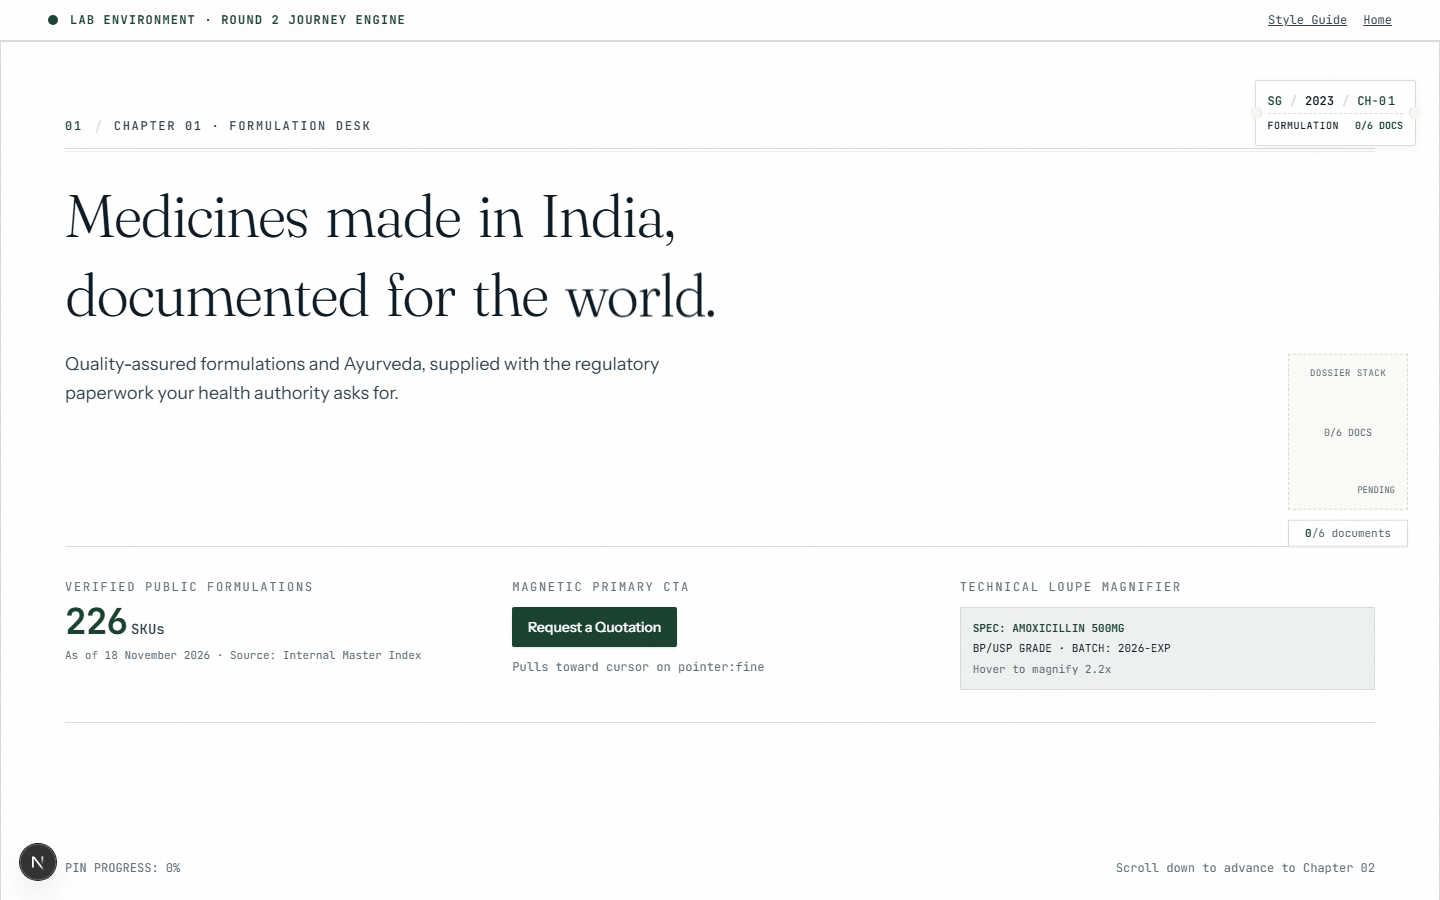 LAB ENVIRONMENT · ROUND 2 JOURNEY ENGINE
Style Guide Home
SG / 2023 / CH-01
FORMULATION 0/6 DOCS
01 / CHAPTER 01 · FORMULATION DESK
Medicines made in India,
documented for the world.
Quality-assured formulations and Ayurveda, supplied with the regulatory
paperwork your health authority asks for.
DOSSIER STACK
0/6 DOCS
PENDING
0/6 documents
VERIFIED PUBLIC FORMULATIONS
226 SKUs
As of 18 November 2026 · Source: Internal Master Index
MAGNETIC PRIMARY CTA
Request a Quotation
Pulls toward cursor on pointer:fine
TECHNICAL LOUPE MAGNIFIER
SPEC: AMOXICILLIN 500MG
BP/USP GRADE · BATCH: 2026-EXP
Hover to magnify 2.2x
N
PIN PROGRESS: 0%
Scroll down to advance to Chapter 02